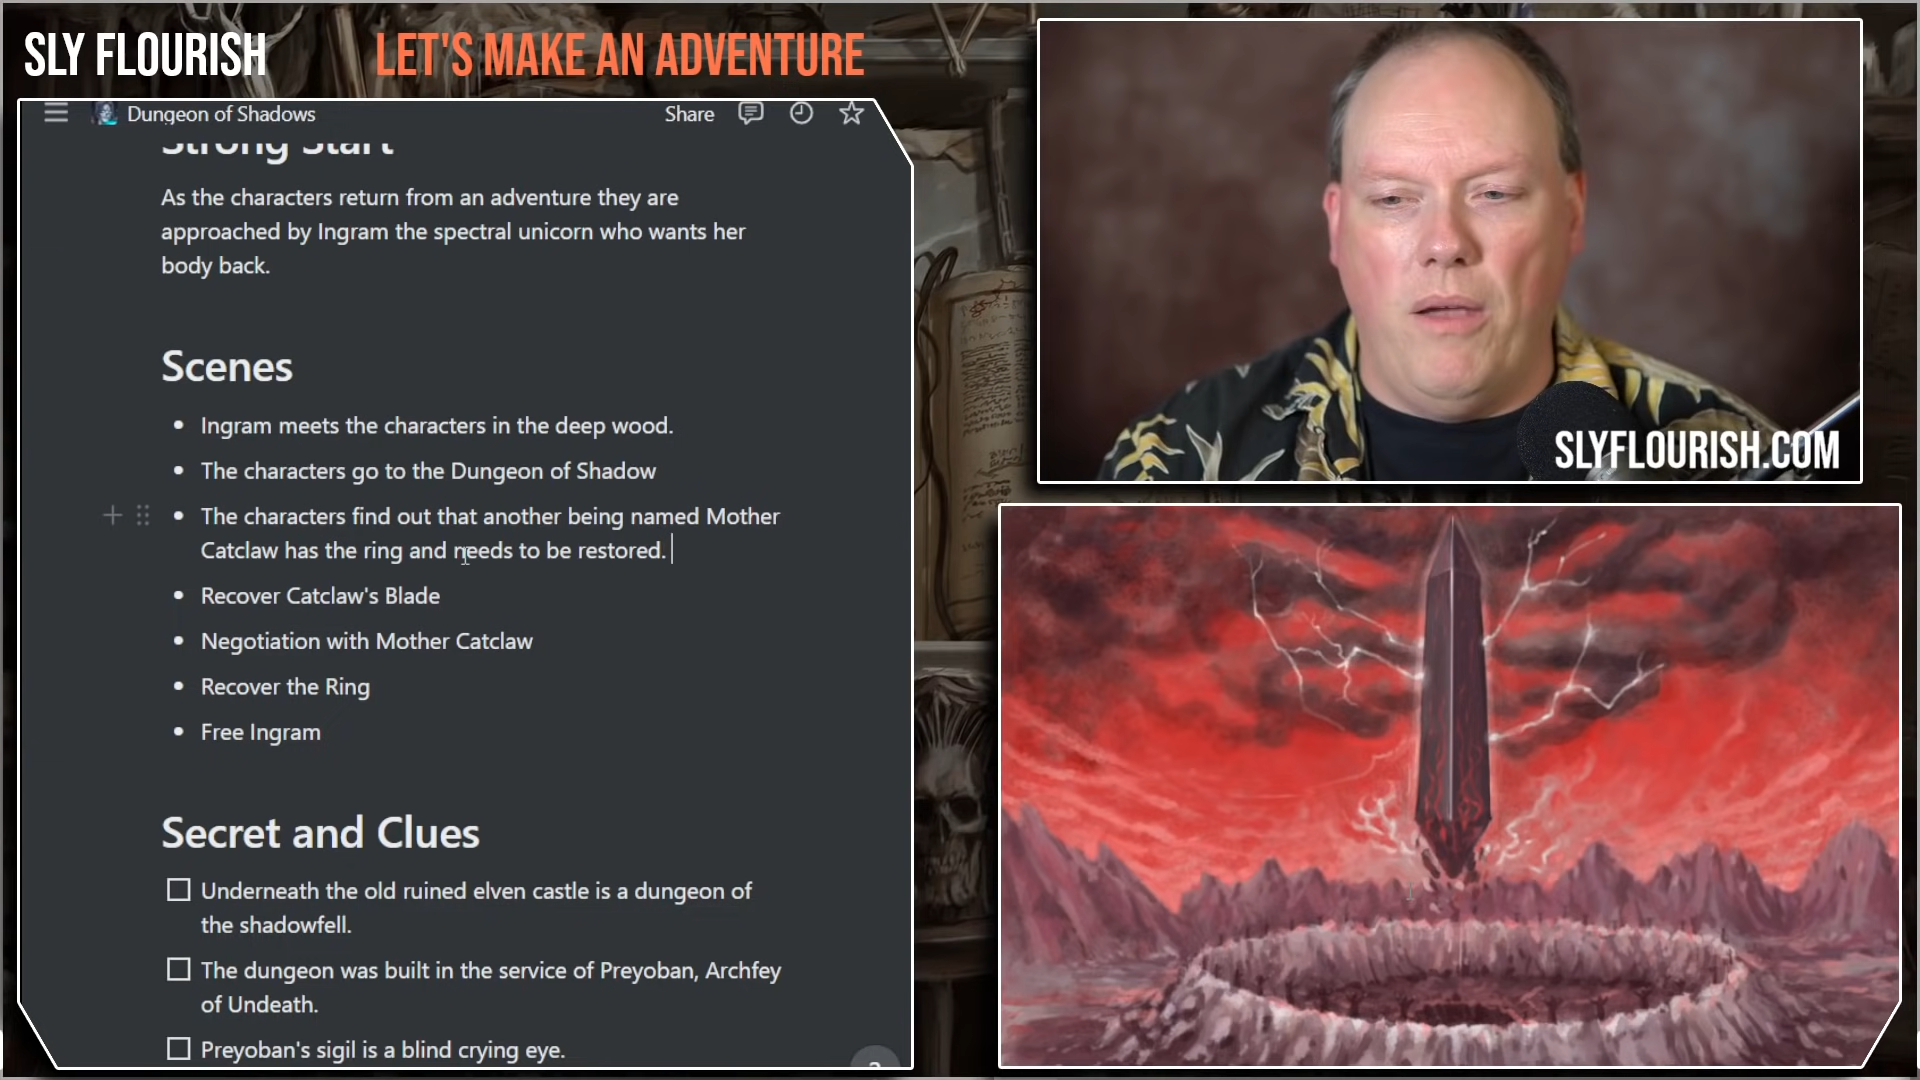 SLY FLOURISH
LET'S MAKE AN ADVENTURE
Dungeon of Shadows
Share
Strong Start
As the characters return from an adventure they are
approached by Ingram the spectral unicorn who wants her
body back.
Scenes
Ingram meets the characters in the deep wood.
The characters go to the Dungeon of Shadow
The characters find out that another being named Mother
Catclaw has the ring and needs to be restored.
Recover Catclaw's Blade
Negotiation with Mother Catclaw
Recover the Ring
Free Ingram
Secret and Clues
Underneath the old ruined elven castle is a dungeon of
the shadowfell.
The dungeon was built in the service of Preyoban, Archfey
of Undeath.
Preyoban's sigil is a blind crying eye.
SLYFLOURISH.COM